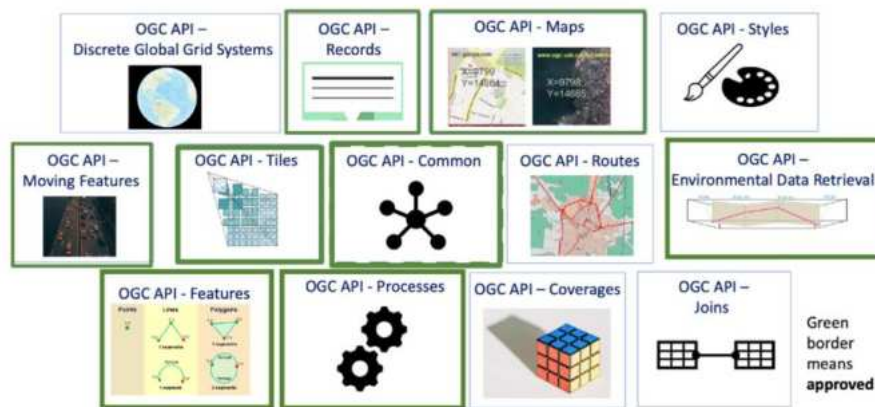 OGC API –
Discrete Global Grid Systems
OGC API –
Records
OGC API - Maps
X=9799
OGC API - Styles
OGC API –
Moving Features
OGC API - Tiles
OGC API - Common
OGC API - Routes
OGC API –
Environmental Data Retrieval
OGC API - Features
Points
Lines
Polygons
OGC API - Processes
OGC API – Coverages
OGC API –
Joins
Green
border
means
approved